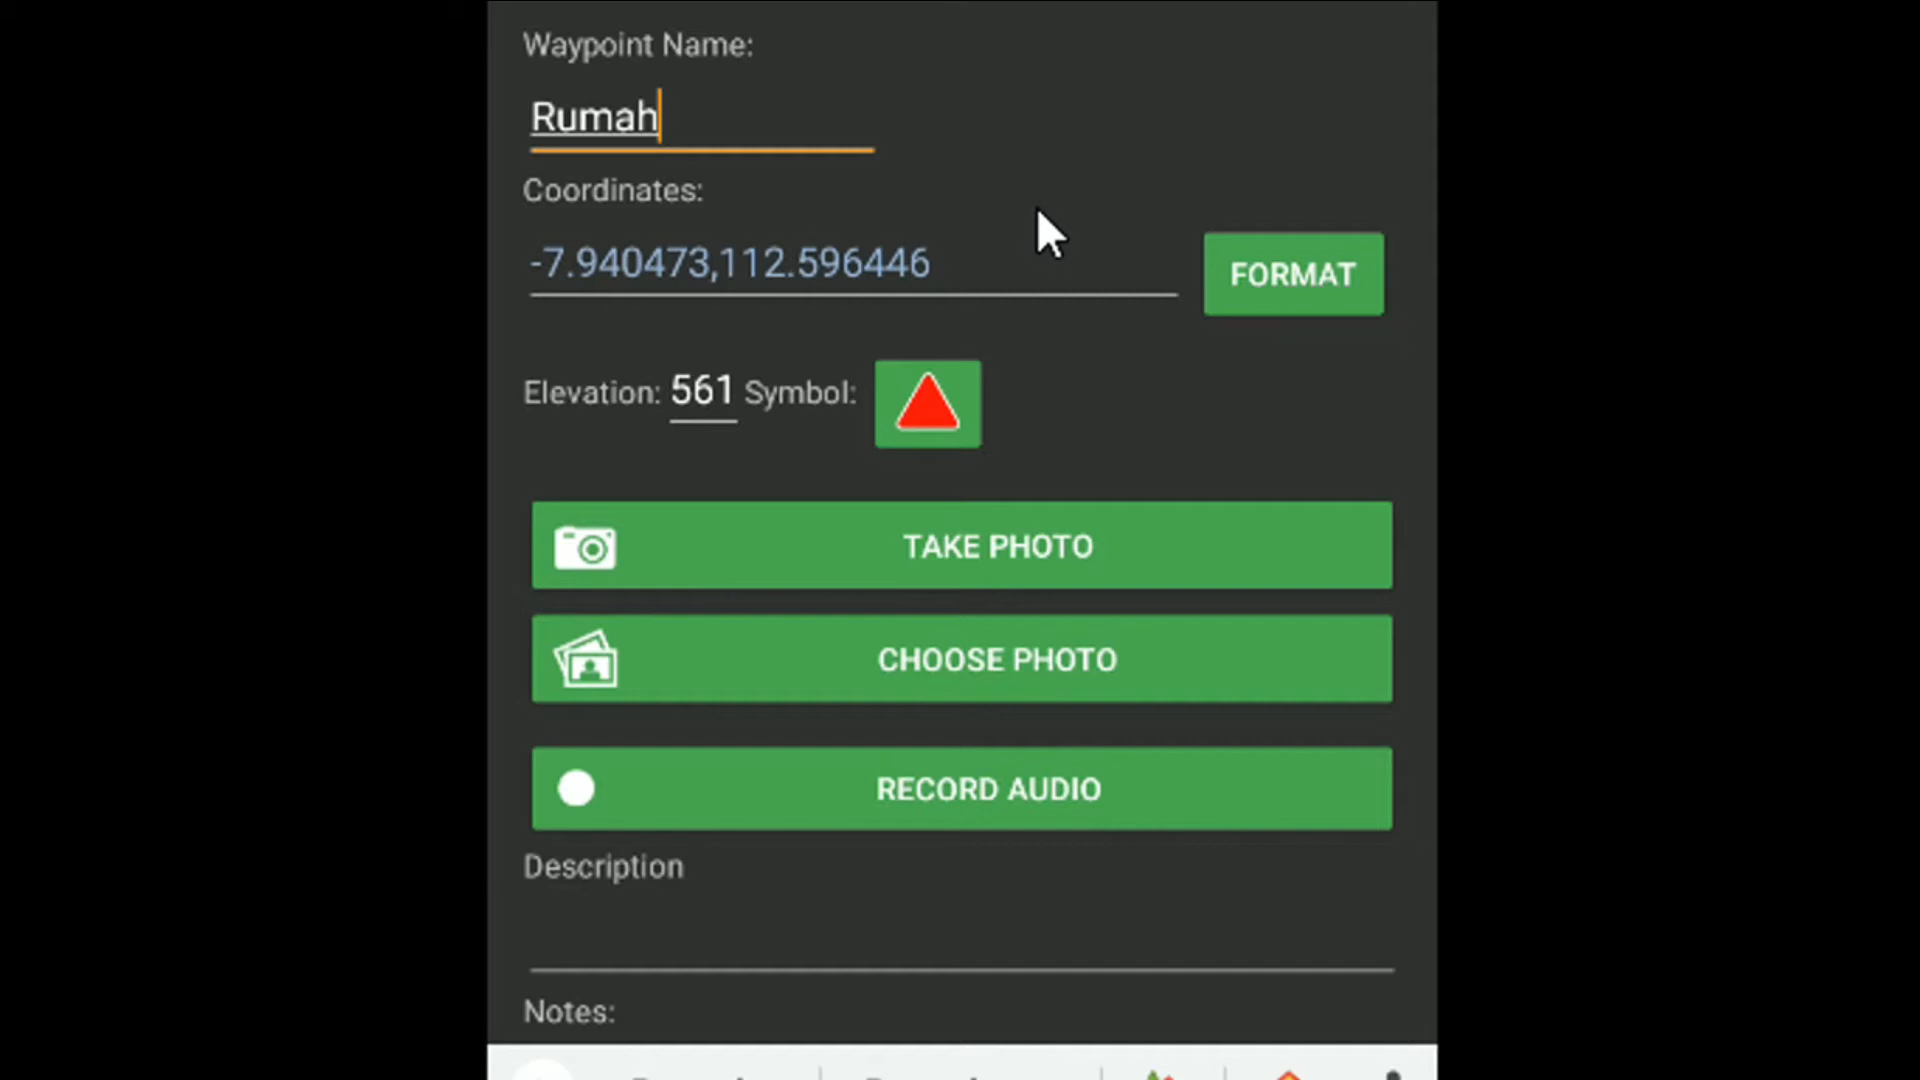 Waypoint Name:
Rumah
Coordinates:
-7.940473,112.596446
FORMAT
Elevation: 561 Symbol:
TAKE PHOTO
CHOOSE PHOTO
RECORD AUDIO
Description
Notes: